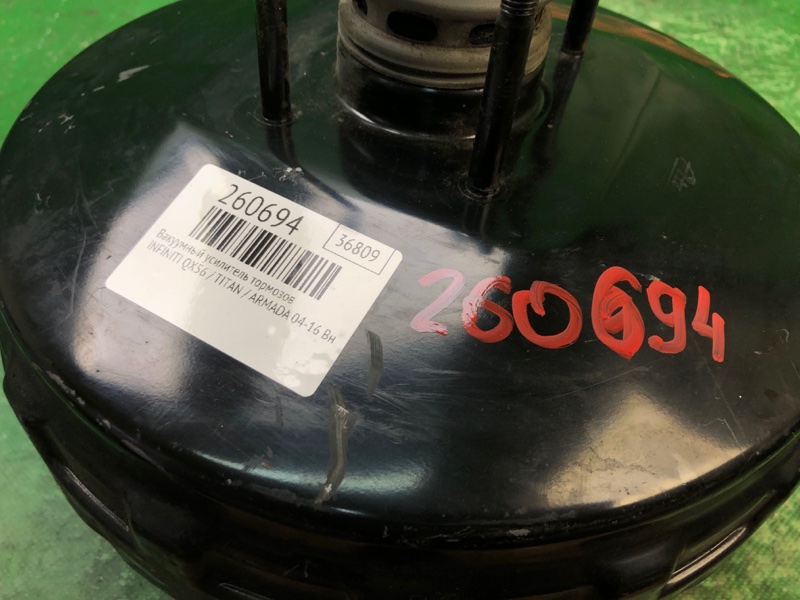 260694
36809
Вакуумный усилитель тормозов
INFINITI QX56 / TITAN / ARMADA 04-16 Вн
260694